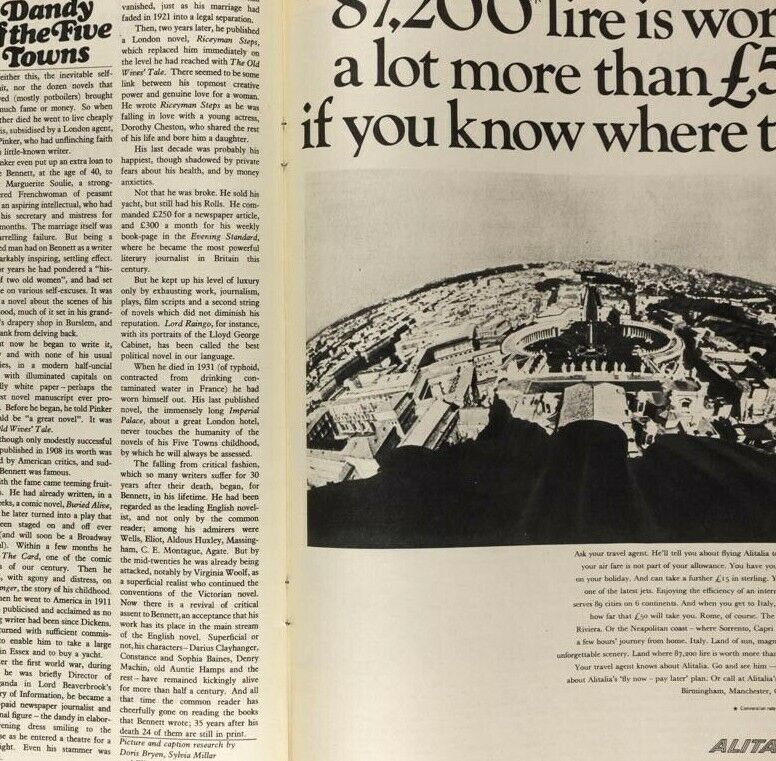 Dandy
f the Five
Towns
either this, the inevitable self-
it, nor the dozen novels that
ed (mostly potboilers) brought
much fame or money. So when
ther died he went to live cheaply
is, subsidised by a London agent,
Pinker, who had unflinching faith
little-known writer.
nker even put up an extra loan to
e Bennett, at the age of 40, to
Marguerite Soulie, a strong-
red Frenchwoman of peasant
an aspiring intellectual, who had
his secretary and mistress for
months. The marriage itself was
rrelling failure. But being a
ed man had on Bennett as a writer
rkably inspiring, settling effect.
r years he had pondered a "his-
f two old women", and had set
e on various self-excuses. It was
a novel about the scenes of his
ood, much of it set in grand-
's drapery shop in Burslem, and
ank from delving back.
t now he began to write it,
y and with none of his usual
ies, in a modern half-uncial
with illuminated capitals on
lly white paper – perhaps the
st novel manuscript ever pro-
. Before he began, he told Pinker
ould be "a great novel". It was
ld Wives' Tale.
though only modestly successful
published in 1908 its worth was
d by American critics, and sud-
Bennett was famous.
ith the fame came teeming fruit-
s. He had already written, in a
eeks, a comic novel, Buried Alive,
he later turned into a play that
een staged on and off ever
(and will soon be a Broadway
al). Within a few months he
The Card, one of the comic
s of our century. Then he
, with agony and distress, on
nger, the story of his childhood.
hen he went to America in 1911
publicised and acclaimed as no
g writer had been since Dickens.
turned with sufficient commis-
to enable him to take a large
in Essex and to buy a yacht.
er the first world war, during
he was briefly Director of
ganda in Lord Beaverbrook's
ry of Information, he became a
paid newspaper journalist and
nal figure – the dandy in elabor-
vening dress smiling to the
se as he entered a theatre for a
ight. Even his stammer was
vanished, just as his marriage had
faded in 1921 into a legal separation.
Then, two years later, he published
a London novel, Riceyman Steps,
which replaced him immediately on
the level he had reached with The Old
Wives' Tale. There seemed to be some
link between his topmost creative
power and genuine love for a woman.
He wrote Riceyman Steps as he was
falling in love with a young actress,
Dorothy Cheston, who shared the rest
of his life and bore him a daughter.
His last decade was probably his
happiest, though shadowed by private
fears about his health, and by money
anxieties.
Not that he was broke. He sold his
yacht, but still had his Rolls. He com-
manded £250 for a newspaper article,
and £300 a month for his weekly
book-page in the Evening Standard,
where he became the most powerful
literary journalist in Britain this
century.
But he kept up his level of luxury
only by exhausting work, journalism,
plays, film scripts and a second string
of novels which did not diminish his
reputation. Lord Raingo, for instance,
with its portraits of the Lloyd George
Cabinet, has been called the best
political novel in our language.
When he died in 1931 (of typhoid,
contracted from drinking con-
taminated water in France) he had
worn himself out. His last published
novel, the immensely long Imperial
Palace, about a great London hotel,
never touches the humanity of the
novels of his Five Towns childhood,
by which he will always be assessed.
The falling from critical fashion,
which so many writers suffer for 30
years after their death, began, for
Bennett, in his lifetime. He had been
regarded as the leading English novel-
ist, and not only by the common
reader; among his admirers were
Wells, Eliot, Aldous Huxley, Massing-
ham, C. E. Montague, Agate. But by
the mid-twenties he was already being
attacked, notably by Virginia Woolf, as
a superficial realist who continued the
conventions of the Victorian novel.
Now there is a revival of critical
assent to Bennett, an acceptance that his
work has its place in the main stream
of the English novel. Superficial or
not, his characters – Darius Clayhanger,
Constance and Sophia Baines, Denry
Machin, old Auntie Hamps and the
rest – have remained kickingly alive
for more than half a century. And all
that time the common reader has
cheerfully gone on reading the books
that Bennett wrote; 35 years after his
death 24 of them are still in print.
Picture and caption research by
Doris Bryen, Sylvia Millar
87,200* lire is wor
a lot more than £5
if you know where t
Ask your travel agent. He'll tell you about flying Alitalia t
your air fare is not part of your allowance. You have you
on your holiday. And can take a further £15 in sterling. Y
one of the latest jets. Enjoying the efficiency of an inter
serves 89 cities on 6 continents. And when you get to Italy,
how far that £50 will take you. Rome, of course. The
Riviera. Or the Neapolitan coast – where Sorrento, Capri
a few hours' journey from home. Italy. Land of sun, mag
unforgettable scenery. Land where 87,200 lire is worth more than
Your travel agent knows about Alitalia. Go and see him –
about Alitalia's 'fly now – pay later' plan. Or call at Alitalia's
Birmingham, Manchester,
★ Conversion rate
ALITA